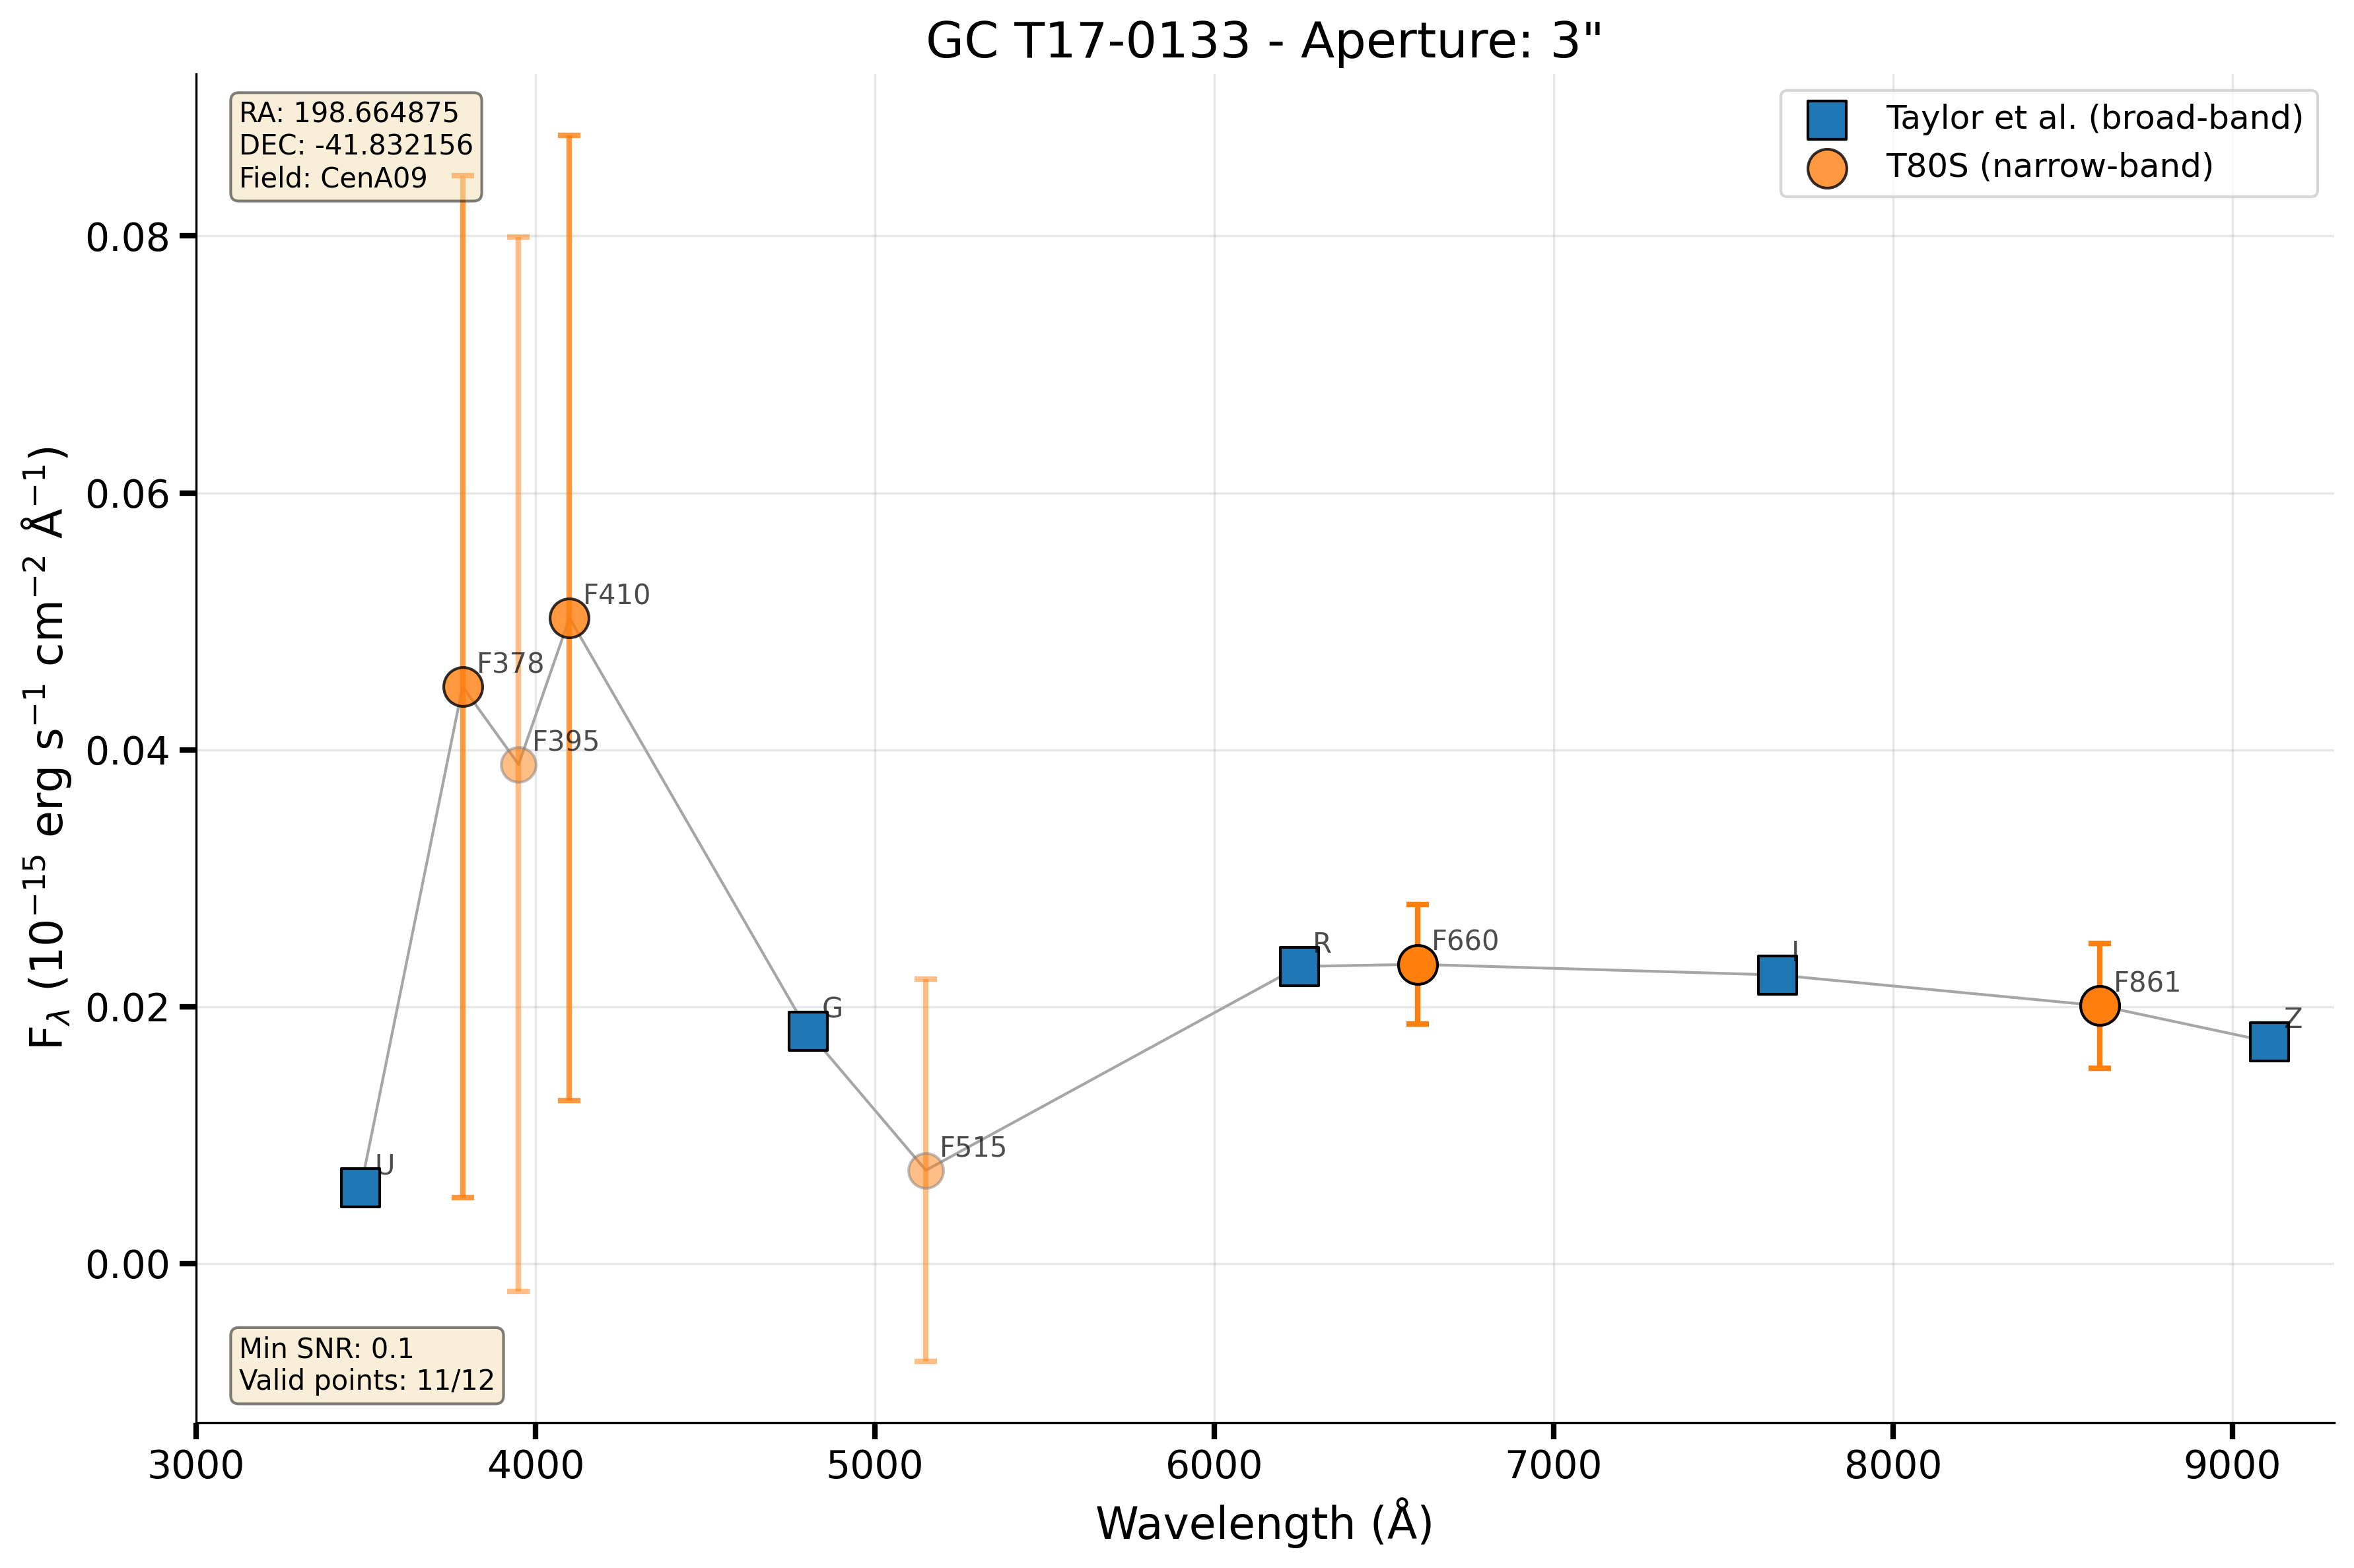 GC T17-0133 - Aperture: 3"
RA: 198.664875
DEC: -41.832156
Field: CenA09
Taylor et al. (broad-band)
T80S (narrow-band)
F$_{\lambda}$ (10$^{-15}$ erg s$^{-1}$ cm$^{-2}$ Å$^{-1}$)
0.08
0.06
0.04
0.02
0.00
U
F378
F395
F410
G
F515
R
F660
I
F861
Z
Min SNR: 0.1
Valid points: 11/12
3000 4000 5000 6000 7000 8000 9000
Wavelength (Å)